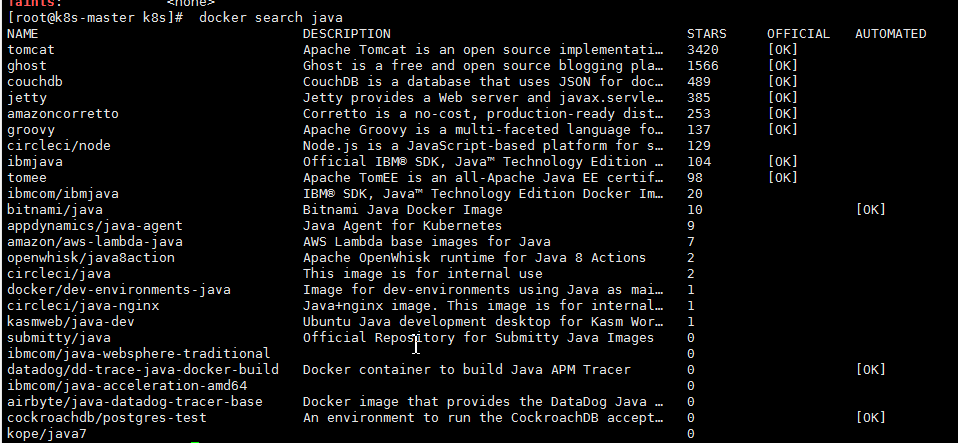 Taints: <none>
[root@k8s-master k8s]# docker search java
NAME DESCRIPTION STARS OFFICIAL AUTOMATED
tomcat Apache Tomcat is an open source implementati… 3420 [OK]
ghost Ghost is a free and open source blogging pla… 1566 [OK]
couchdb CouchDB is a database that uses JSON for doc… 489 [OK]
jetty Jetty provides a Web server and javax.servle… 385 [OK]
amazoncorretto Corretto is a no-cost, production-ready dist… 253 [OK]
groovy Apache Groovy is a multi-faceted language fo… 137 [OK]
circleci/node Node.js is a JavaScript-based platform for s… 129
ibmjava Official IBM® SDK, Java™ Technology Edition … 104 [OK]
tomee Apache TomEE is an all-Apache Java EE certif… 98 [OK]
ibmcom/ibmjava IBM® SDK, Java™ Technology Edition Docker Im… 20
bitnami/java Bitnami Java Docker Image 10 [OK]
appdynamics/java-agent Java Agent for Kubernetes 9
amazon/aws-lambda-java AWS Lambda base images for Java 7
openwhisk/java8action Apache OpenWhisk runtime for Java 8 Actions 2
circleci/java This image is for internal use 2
docker/dev-environments-java Image for dev-environments using Java as mai… 1
circleci/java-nginx Java+nginx image. This image is for internal… 1
kasmweb/java-dev Ubuntu Java development desktop for Kasm Wor… 1
submitty/java Official Repository for Submitty Java Images 0
ibmcom/java-websphere-traditional 0
datadog/dd-trace-java-docker-build Docker container to build Java APM Tracer 0 [OK]
ibmcom/java-acceleration-amd64 0
airbyte/java-datadog-tracer-base Docker image that provides the DataDog Java … 0
cockroachdb/postgres-test An environment to run the CockroachDB accept… 0 [OK]
kope/java7 0